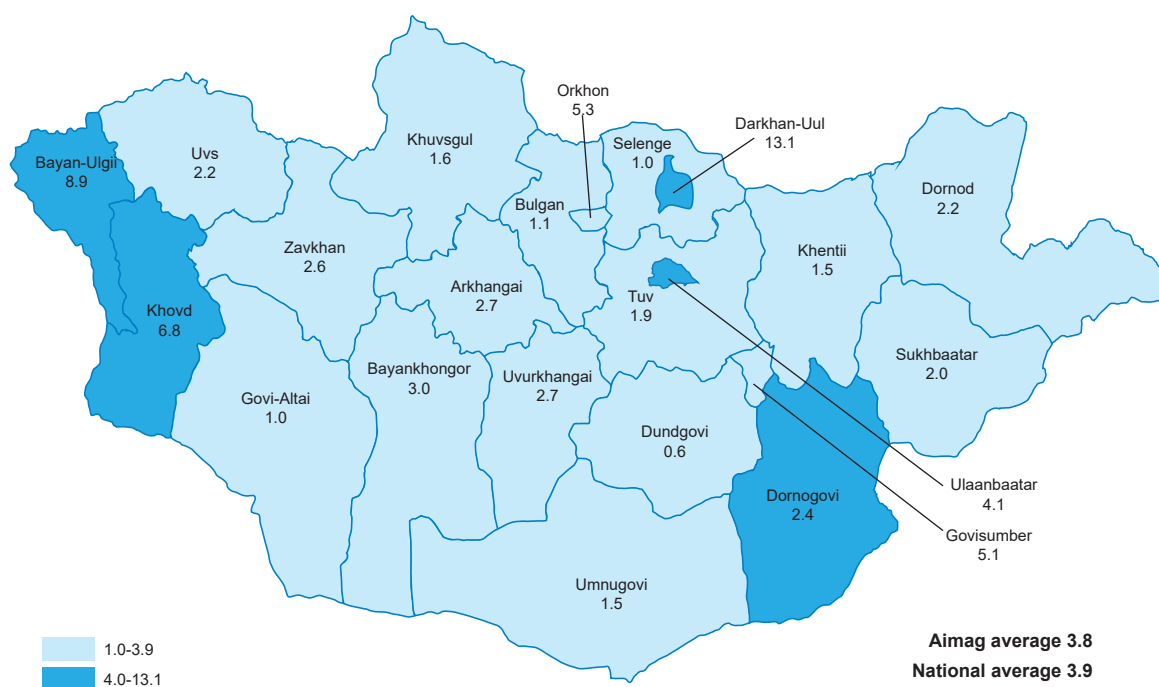 Orkhon
5.3
Darkhan-Uul
13.1
Khuvsgul
1.6
Selenge
1.0
Uvs
2.2
Bayan-Ulgii
8.9
Dornod
2.2
Bulgan
1.1
Zavkhan
2.6
Khentii
1.5
Arkhangai
2.7
Tuv
1.9
Khovd
6.8
Sukhbaatar
2.0
Bayankhongor
3.0
Uvurkhangai
2.7
Govi-Altai
1.0
Dundgovi
0.6
Ulaanbaatar
4.1
Dornogovi
2.4
Govisumber
5.1
Umnugovi
1.5
1.0-3.9
4.0-13.1
Aimag average 3.8
National average 3.9